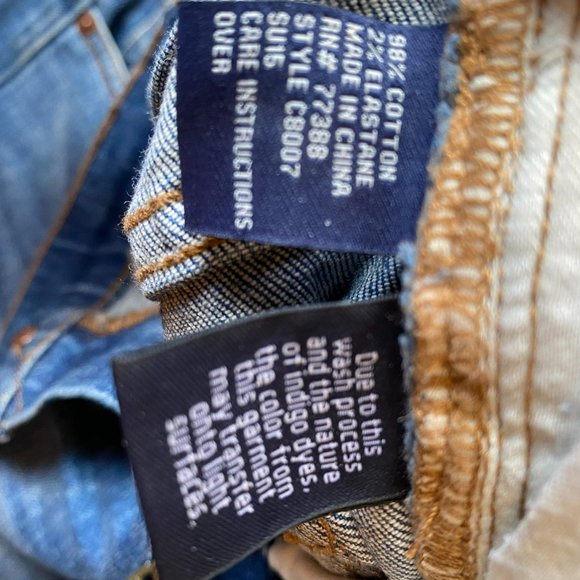 98% COTTON
2% ELASTANE
MADE IN CHINA
RN# 77388
STYLE C8007
SU15
CARE INSTRUCTIONS
OVER
Due to this
wash process
and the nature
of indigo dyes,
the color from
this garment
may transfer
onto light
surfaces.